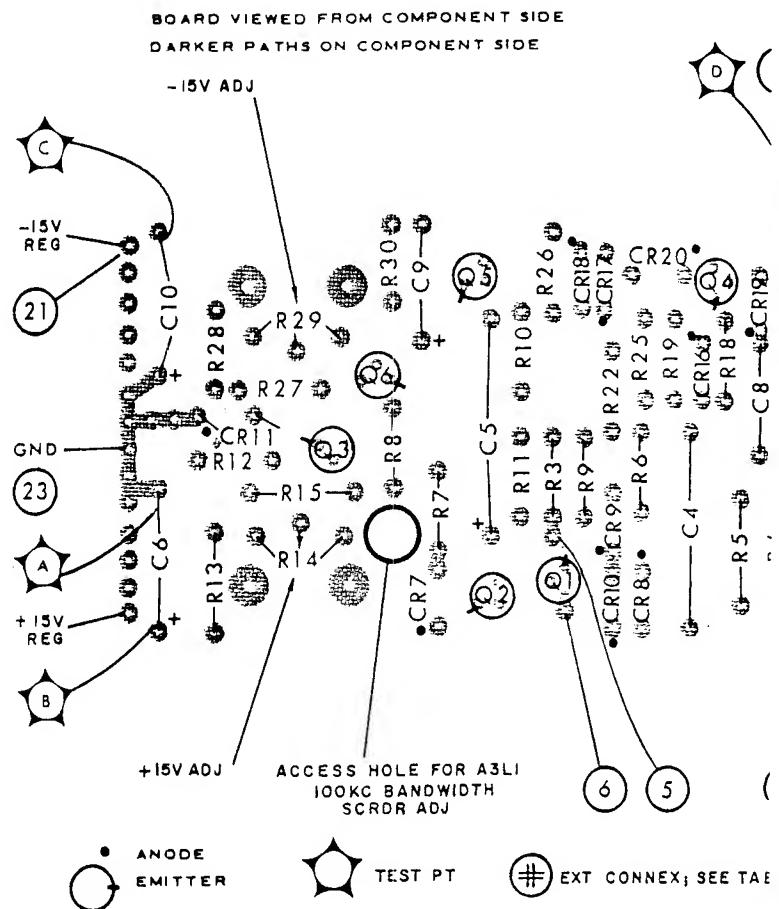 BOARD VIEWED FROM COMPONENT SIDE
DARKER PATHS ON COMPONENT SIDE
-15V ADJ
D
C
-15V
REG
21
C10
R28
R29
R27
R30
C9
+
Q5
R26
CR18
CR17
CR20
Q4
CR19
+
Q6
R10
R22
R25
R19
CR16
R18
C8
GND
23
CR11
R12
Q3
R8
C5
R11
R3
R9
R6
C4
R15
R7
+
CR9
R5
A
C6
R13
R14
CR7
Q2
Q1
CR10
CR8
+15V
REG
+
B
+15V ADJ
ACCESS HOLE FOR A3L1
100KC BANDWIDTH
SCRDR ADJ
6
5
ANODE
EMITTER
TEST PT
# EXT CONNEX; SEE TAB